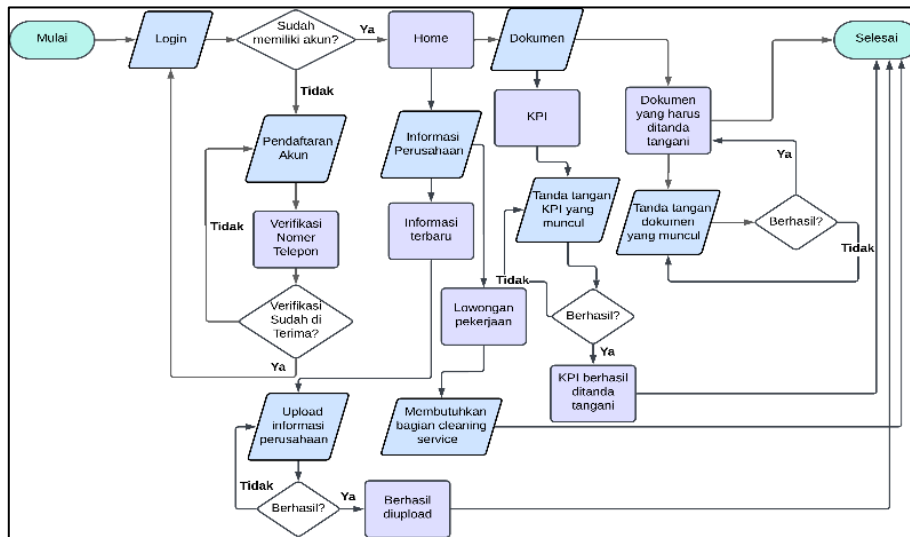 Mulai
Login
Sudah
memiliki akun?
Ya
Home
Dokumen
Selesai
Tidak
KPI
Dokumen
yang harus
ditanda
tangani
Pendaftaran
Akun
Informasi
Perusahaan
Ya
Tidak
Verifikasi
Nomer
Telepon
Informasi
terbaru
Tanda tangan
KPI yang
muncul
Tanda tangan
dokumen
yang muncul
Berhasil?
Tidak
Tidak
Verifikasi
Sudah di
Terima?
Lowongan
pekerjaan
Berhasil?
Ya
Ya
KPI berhasil
ditanda
tangani
Upload
informasi
perusahaan
Membutuhkan
bagian cleaning
service
Tidak
Berhasil?
Ya
Berhasil
diupload